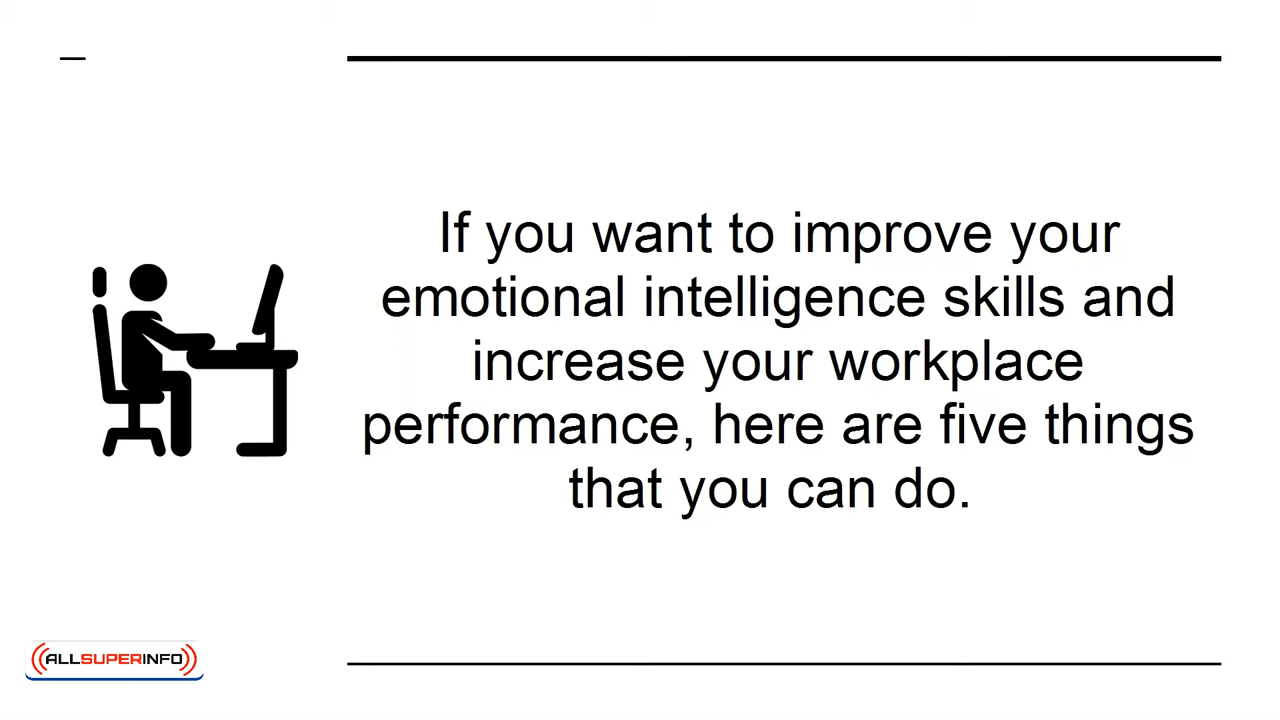 If you want to improve your
emotional intelligence skills and
increase your workplace
performance, here are five things
that you can do.
ALLSUPERINFO